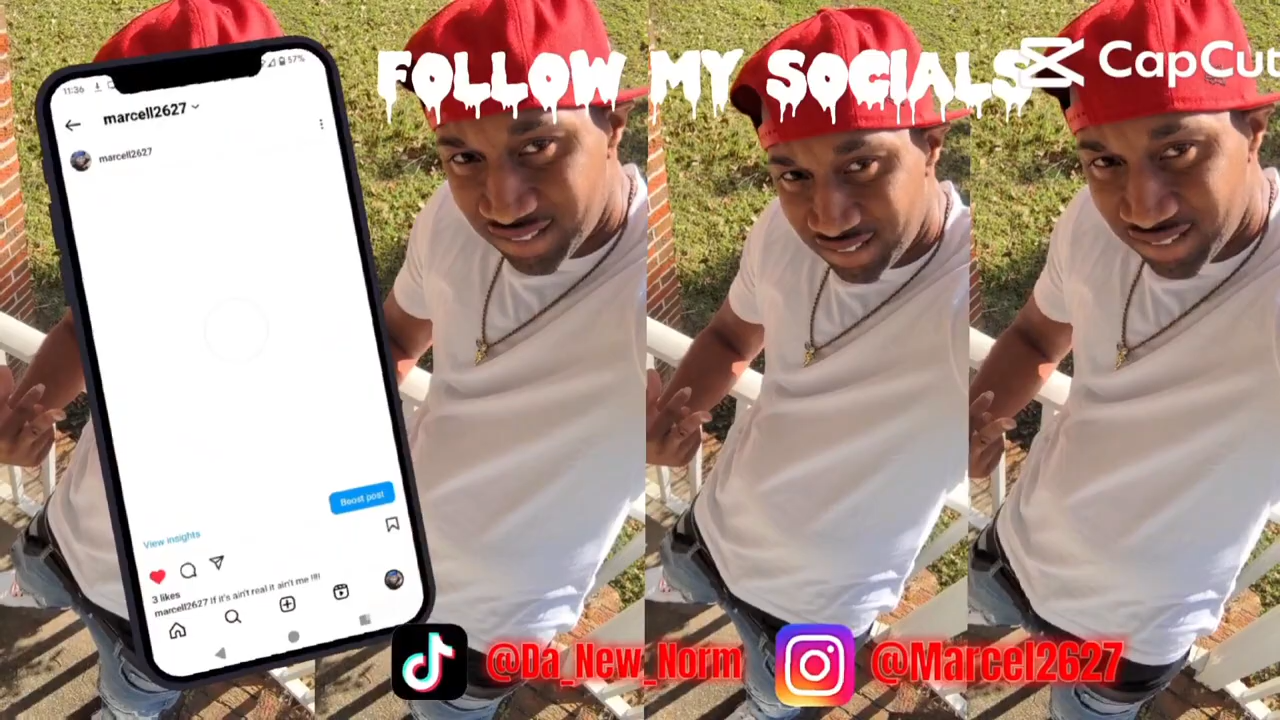 FOLLOW MY SOCIALS
CapCut
11:36
57%
marcell2627
marcell2627
Boost post
View insights
3 likes
marcell2627 If it's ain't real it ain't me !!!!
@Da_New_Norm
@Marcel2627